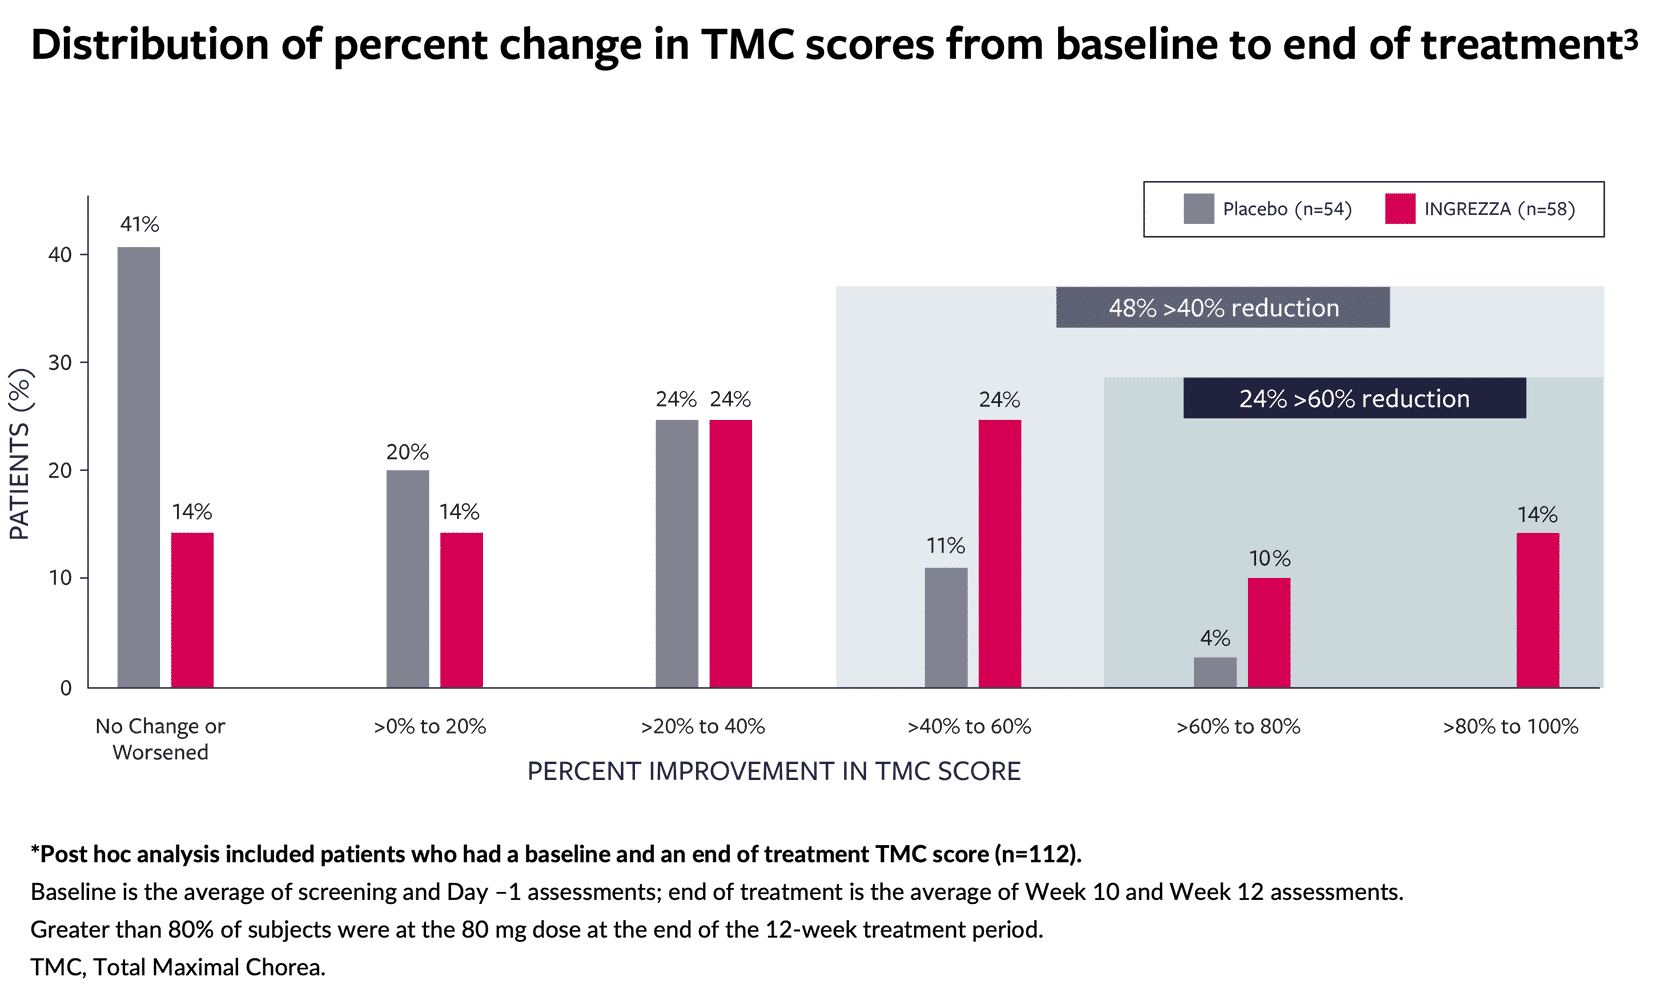 Distribution of percent change in TMC scores from baseline to end of treatment³
Placebo (n=54) INGREZZA (n=58)
41%
40
48% >40% reduction
30
24% 24% 24% 24% >60% reduction
20%
20
PATIENTS (%)
14% 14% 14%
11%
10%
10
4%
0
No Change or >0% to 20% >20% to 40% >40% to 60% >60% to 80% >80% to 100%
Worsened
PERCENT IMPROVEMENT IN TMC SCORE
*Post hoc analysis included patients who had a baseline and an end of treatment TMC score (n=112).
Baseline is the average of screening and Day –1 assessments; end of treatment is the average of Week 10 and Week 12 assessments.
Greater than 80% of subjects were at the 80 mg dose at the end of the 12-week treatment period.
TMC, Total Maximal Chorea.